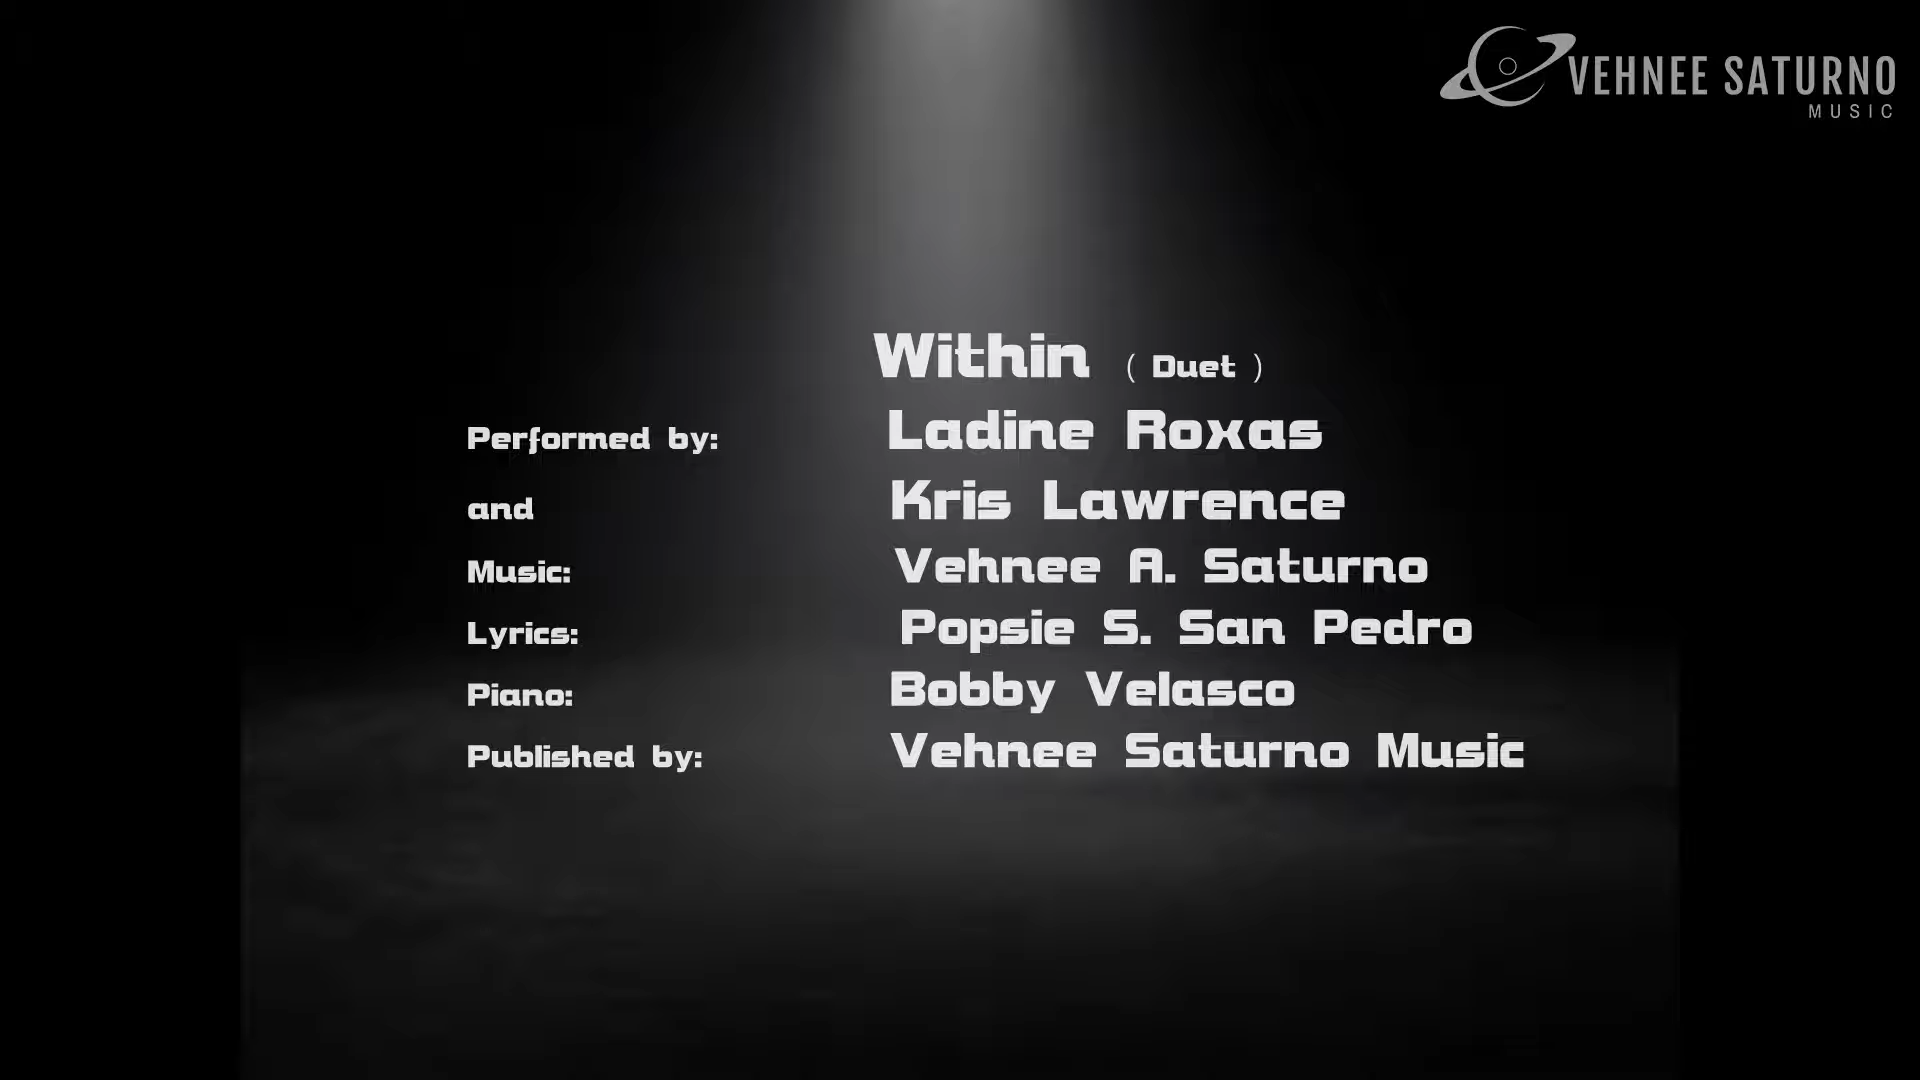 VEHNEE SATURNO
MUSIC
Within ( Duet )
Performed by: Ladine Roxas
and Kris Lawrence
Music: Vehnee A. Saturno
Lyrics: Popsie S. San Pedro
Piano: Bobby Velasco
Published by: Vehnee Saturno Music